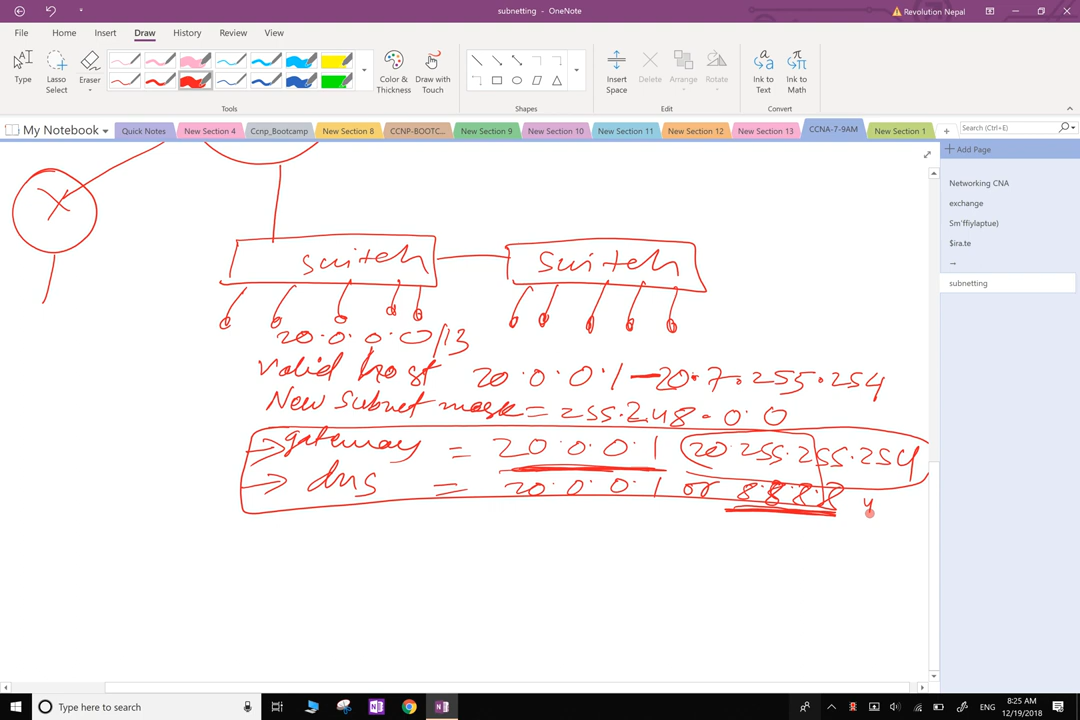 subnetting - OneNote
Revolution Nepal
File Home Insert Draw History Review View
Type
Lasso Select
Eraser
Color & Thickness
Draw with Touch
Insert Space
Delete
Arrange
Rotate
Ink to Text
Ink to Math
Tools
Shapes
Edit
Convert
My Notebook
Quick Notes
New Section 4
Ccnp_Bootcamp
New Section 8
CCNP-BOOTC...
New Section 9
New Section 10
New Section 11
New Section 12
New Section 13
CCNA-7-9AM
New Section 1
Search (Ctrl+E)
Add Page
Networking CNA
exchange
Sm'ffiylaptue)
$ira.te
→
subnetting
switch
switch
20.0.0.0/13
Valid host 20.0.0.1 - 20.7.255.254
New subnet mask = 255.248.0.0
→ gateway = 20.0.0.1 20.255.255.254
→ dns = 20.0.0.1 or 8.8.8.8 y
Type here to search
ENG
8:25 AM
12/19/2018